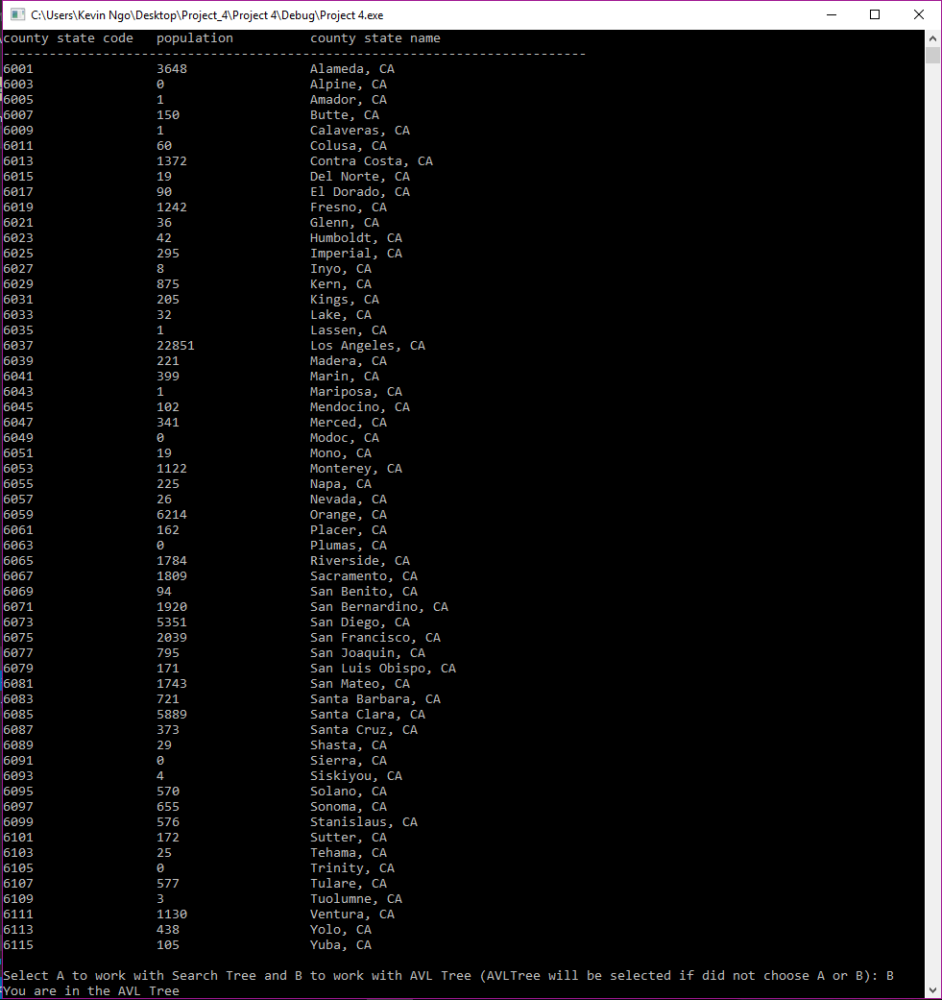 C:\Users\Kevin Ngo\Desktop\Project_4\Project 4\Debug\Project 4.exe
county state code population county state name
----------------------------------------------------------------------------
6001 3648 Alameda, CA
6003 0 Alpine, CA
6005 1 Amador, CA
6007 150 Butte, CA
6009 1 Calaveras, CA
6011 60 Colusa, CA
6013 1372 Contra Costa, CA
6015 19 Del Norte, CA
6017 90 El Dorado, CA
6019 1242 Fresno, CA
6021 36 Glenn, CA
6023 42 Humboldt, CA
6025 295 Imperial, CA
6027 8 Inyo, CA
6029 875 Kern, CA
6031 205 Kings, CA
6033 32 Lake, CA
6035 1 Lassen, CA
6037 22851 Los Angeles, CA
6039 221 Madera, CA
6041 399 Marin, CA
6043 1 Mariposa, CA
6045 102 Mendocino, CA
6047 341 Merced, CA
6049 0 Modoc, CA
6051 19 Mono, CA
6053 1122 Monterey, CA
6055 225 Napa, CA
6057 26 Nevada, CA
6059 6214 Orange, CA
6061 162 Placer, CA
6063 0 Plumas, CA
6065 1784 Riverside, CA
6067 1809 Sacramento, CA
6069 94 San Benito, CA
6071 1920 San Bernardino, CA
6073 5351 San Diego, CA
6075 2039 San Francisco, CA
6077 795 San Joaquin, CA
6079 171 San Luis Obispo, CA
6081 1743 San Mateo, CA
6083 721 Santa Barbara, CA
6085 5889 Santa Clara, CA
6087 373 Santa Cruz, CA
6089 29 Shasta, CA
6091 0 Sierra, CA
6093 4 Siskiyou, CA
6095 570 Solano, CA
6097 655 Sonoma, CA
6099 576 Stanislaus, CA
6101 172 Sutter, CA
6103 25 Tehama, CA
6105 0 Trinity, CA
6107 577 Tulare, CA
6109 3 Tuolumne, CA
6111 1130 Ventura, CA
6113 438 Yolo, CA
6115 105 Yuba, CA
Select A to work with Search Tree and B to work with AVL Tree (AVLTree will be selected if did not choose A or B): B
You are in the AVL Tree